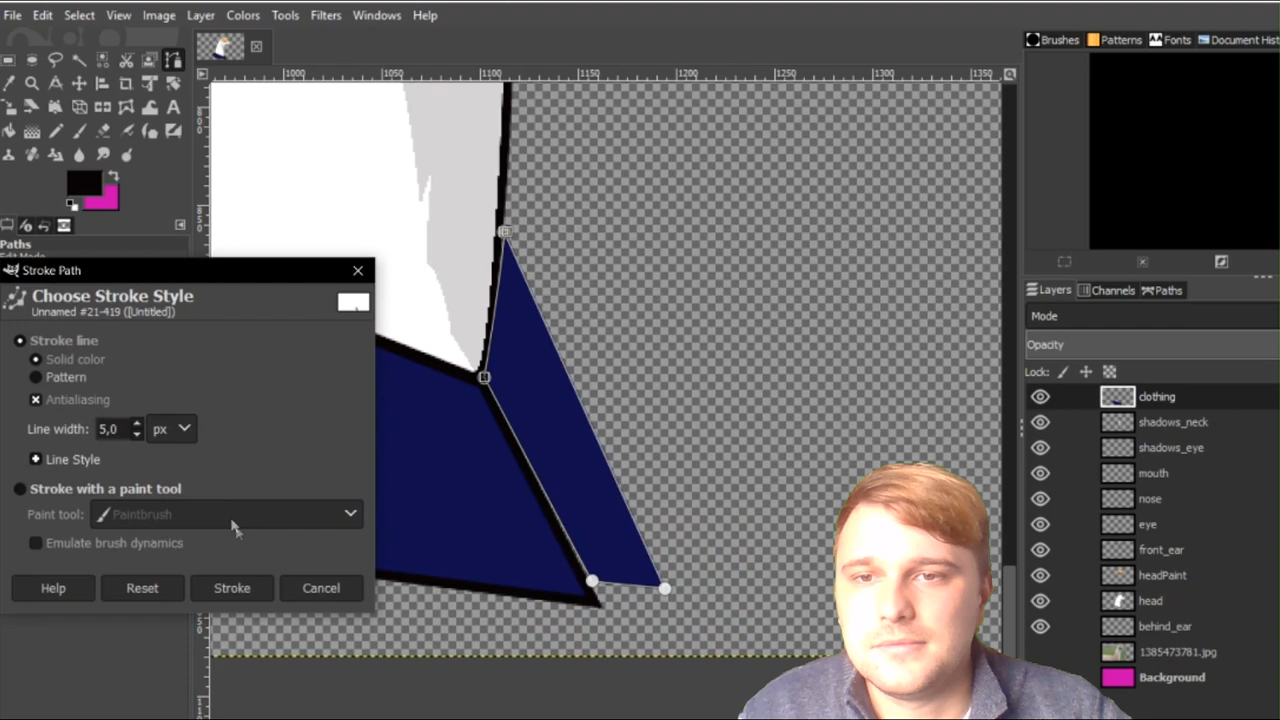 File Edit Select View Image Layer Colors Tools Filters Windows Help
Brushes Patterns Fonts Document Hist
1000 1050 1100 1150 1200 1250 1300 1350
Paths
Stroke Path
Choose Stroke Style
Unnamed #21-419 ([Untitled])
Stroke line
Solid color
Pattern
Antialiasing
Line width: 5,0 px
Line Style
Stroke with a paint tool
Paint tool: Paintbrush
Emulate brush dynamics
Help Reset Stroke Cancel
Layers Channels Paths
Mode
Opacity
Lock:
clothing
shadows_neck
shadows_eye
mouth
nose
eye
front_ear
headPaint
head
behind_ear
1385473781.jpg
Background